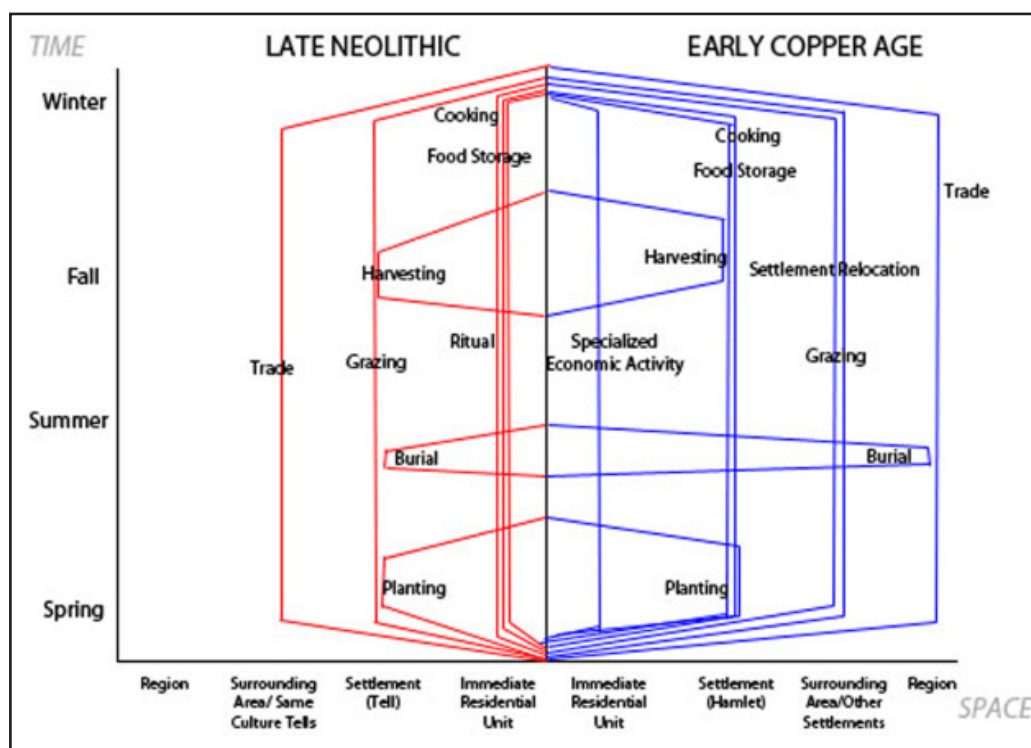 TIME
LATE NEOLITHIC
EARLY COPPER AGE
Winter
Fall
Summer
Spring
Cooking
Food Storage
Harvesting
Ritual
Grazing
Trade
Burial
Planting
Cooking
Food Storage
Trade
Harvesting
Settlement Relocation
Specialized
Economic Activity
Grazing
Burial
Planting
Region
Surrounding
Area/ Same
Culture Tells
Settlement
(Tell)
Immediate
Residential
Unit
Immediate
Residential
Unit
Settlement
(Hamlet)
Surrounding
Area/Other
Settlements
Region
SPACE